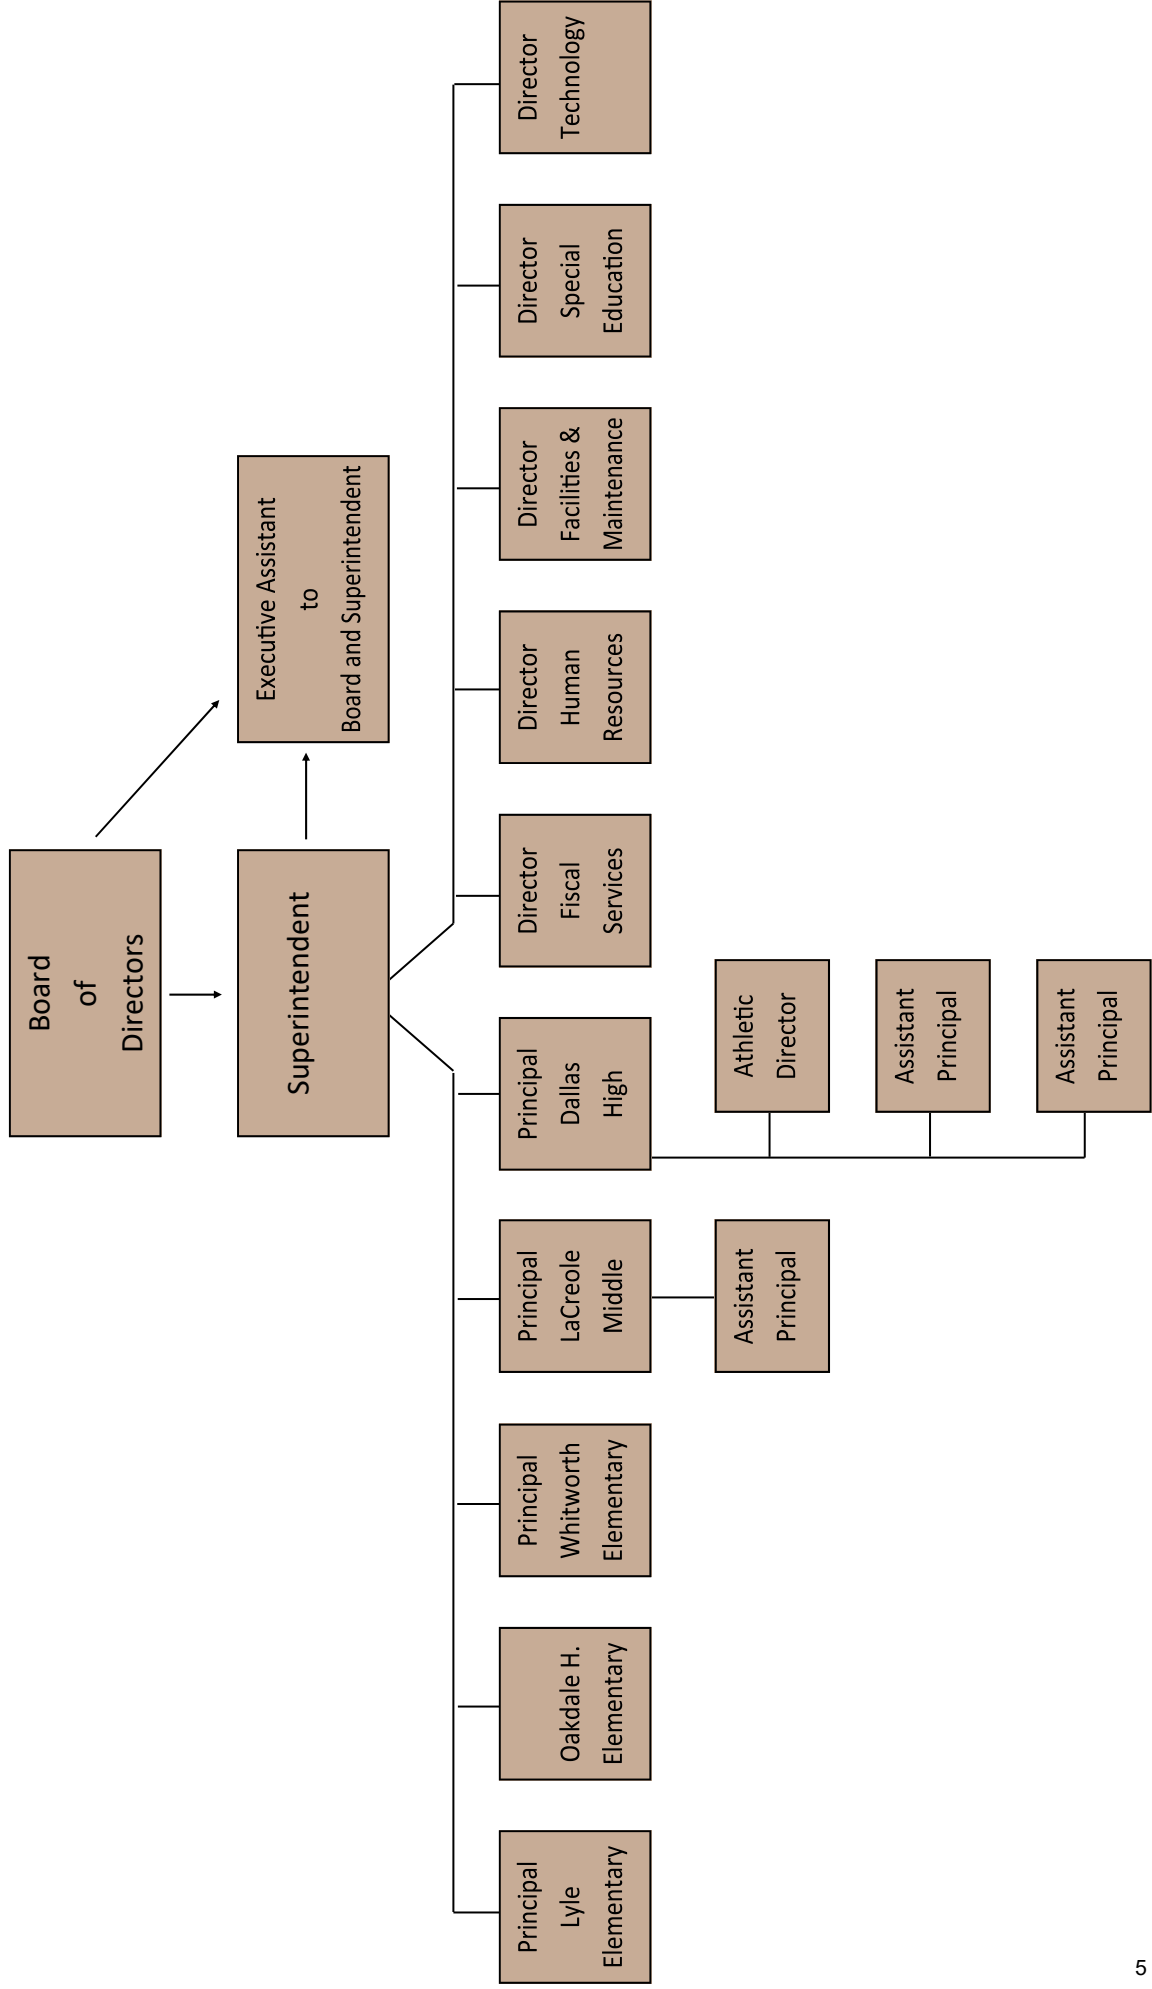 Board
of
Directors
Superintendent
Executive Assistant
to
Board and Superintendent
Principal
Lyle
Elementary
Oakdale H.
Elementary
Principal
Whitworth
Elementary
Principal
LaCreole
Middle
Principal
Dallas
High
Director
Fiscal
Services
Director
Human
Resources
Director
Facilities &
Maintenance
Director
Special
Education
Director
Technology
Assistant
Principal
Athletic
Director
Assistant
Principal
Assistant
Principal
5